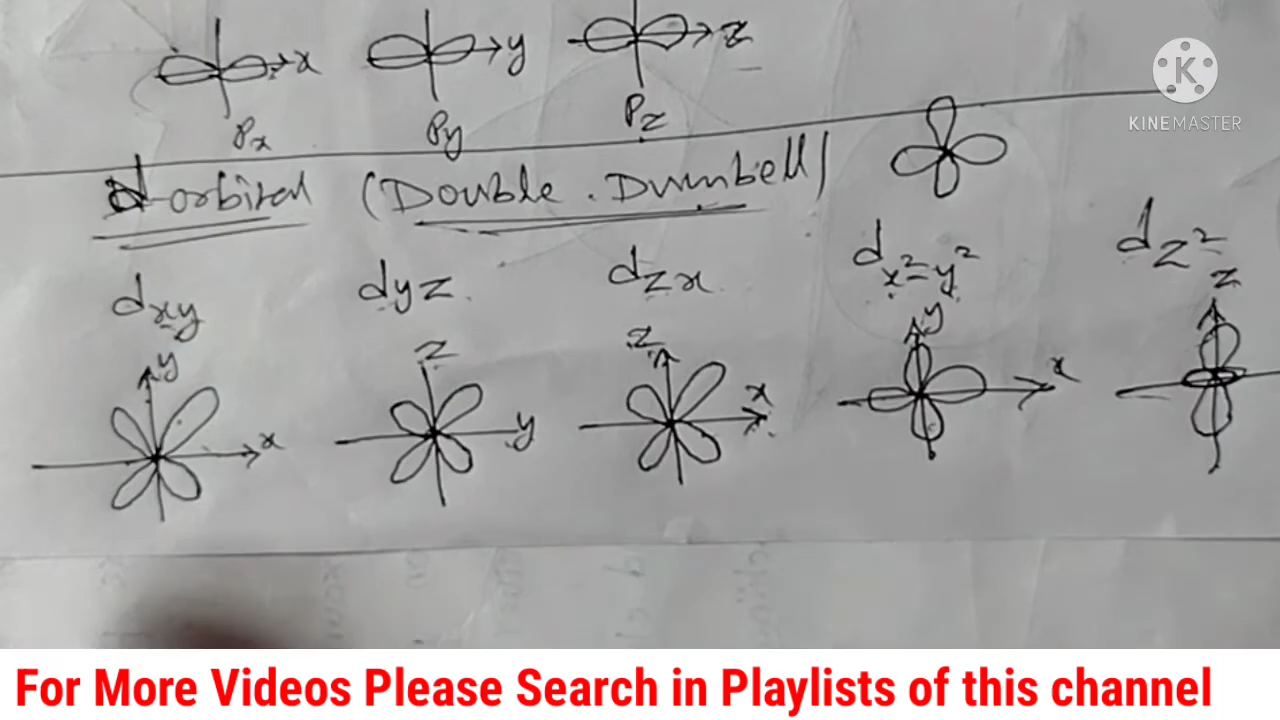 x y z
Px Py Pz
KINEMASTER
d orbital (Double . Dumbell)
dxy dyz dzx dx²-y² dz²
y z z y z
x y x x
For More Videos Please Search in Playlists of this channel